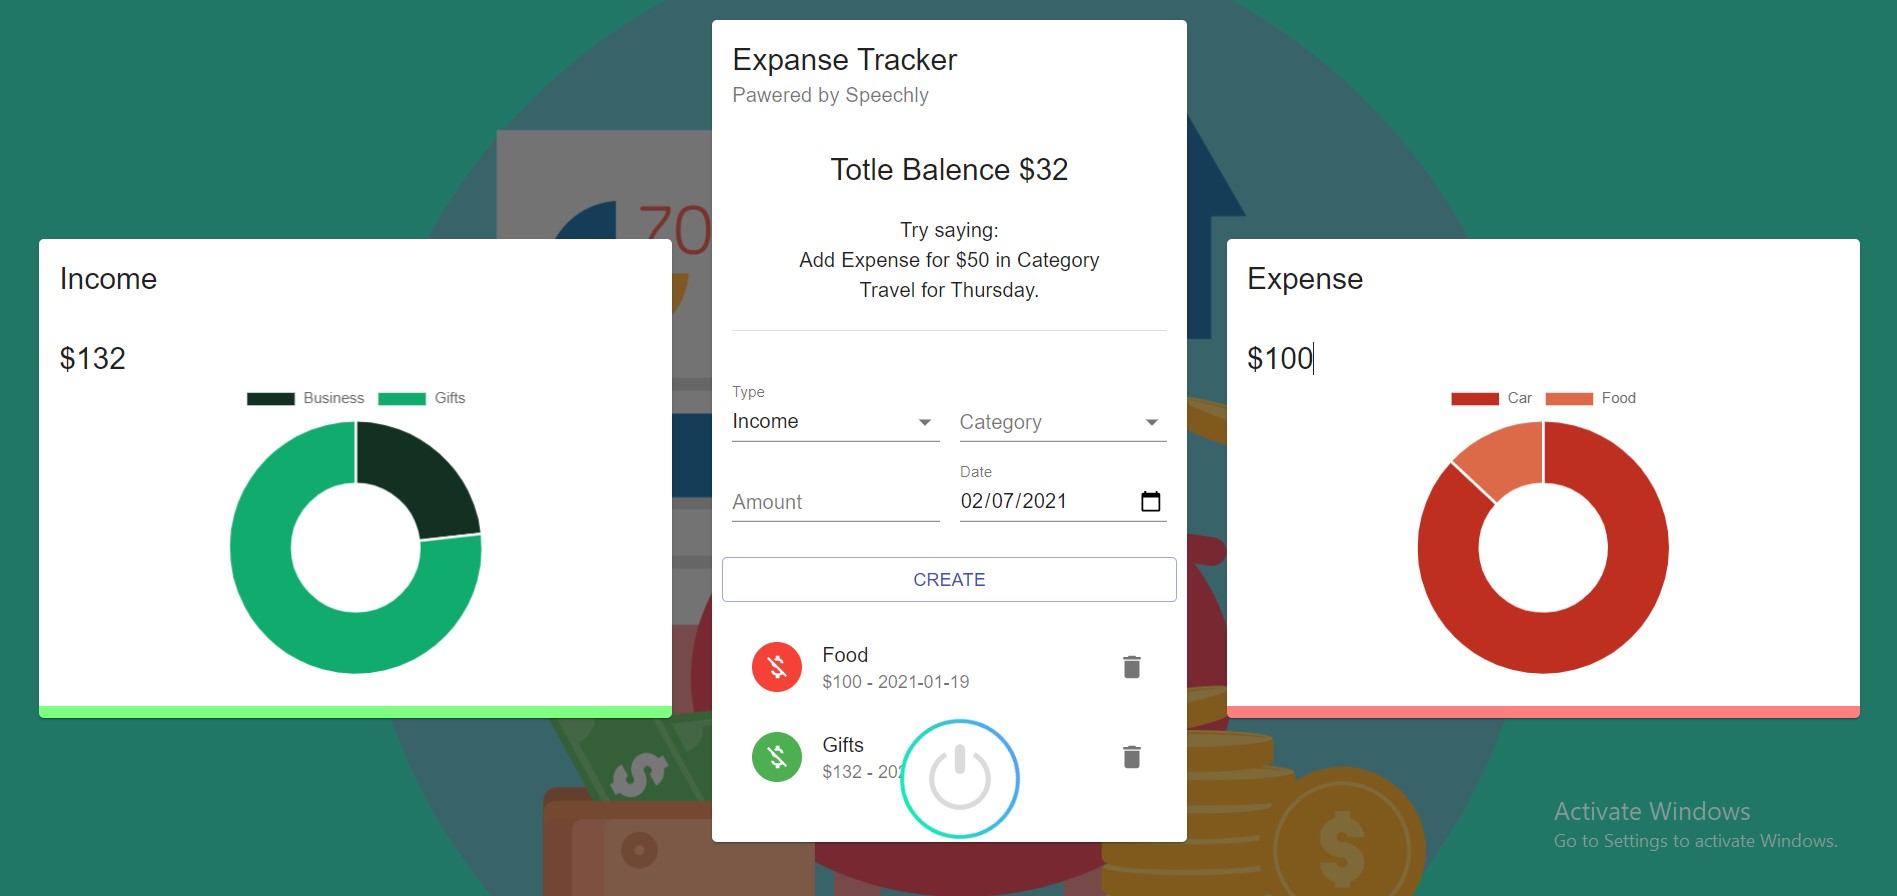 Expanse Tracker
Pawered by Speechly
Totle Balence $32
Try saying:
Add Expense for $50 in Category
Travel for Thursday.
Type
Income
Category
Amount
Date
02/07/2021
CREATE
Food
$100 - 2021-01-19
Gifts
$132 - 202
Income
$132
Business Gifts
Expense
$100
Car Food
70
$
$
Activate Windows
Go to Settings to activate Windows.